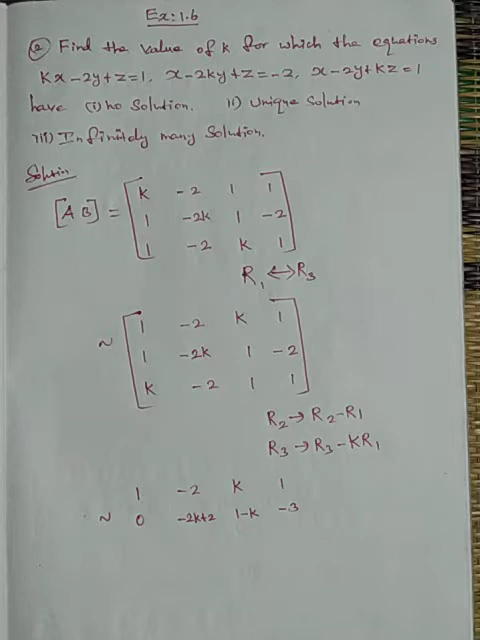 Ex: 1.6
② Find the value of k for which the equations
kx-2y+z=1, x-2ky+z=-2, x-2y+kz=1
have (i) no Solution. ii) Unique Solution
iii) Infinitely many Solution.
Solution
[A B] = [k -2 1 1
1 -2k 1 -2
1 -2 k 1]
R₁ ↔ R₃
~ [1 -2 k 1
1 -2k 1 -2
k -2 1 1]
R₂ → R₂-R₁
R₃ → R₃-kR₁
1 -2 k 1
~ 0 -2k+2 1-k -3